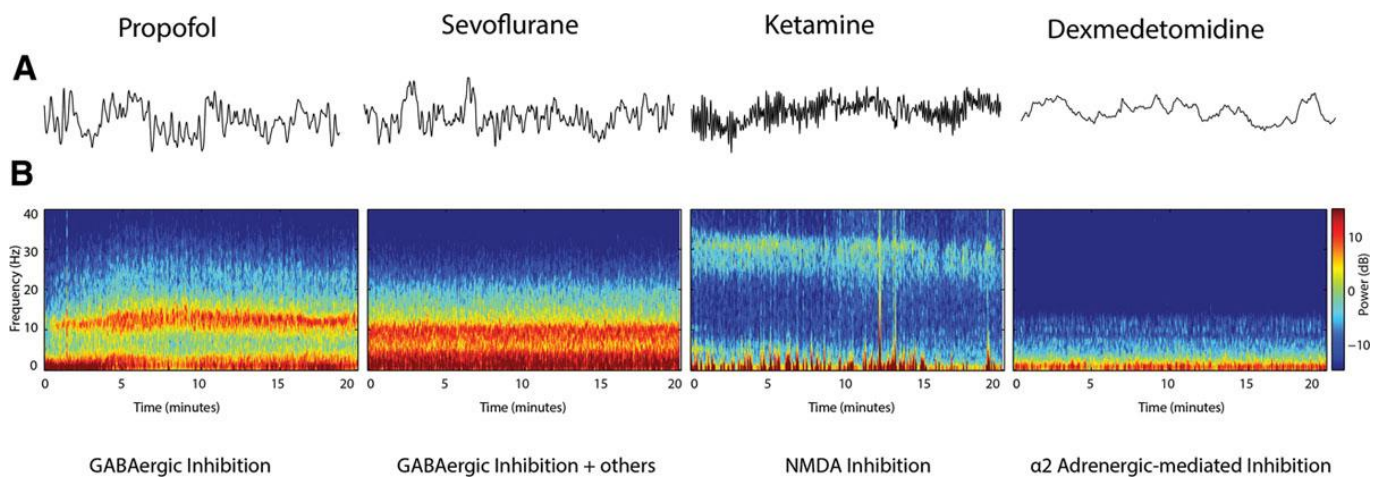 Propofol Sevoflurane Ketamine Dexmedetomidine
A
B
40 30 20 10 0
Frequency (Hz)
10 0 −10
Power (dB)
0 5 10 15 20 0 5 10 15 20 0 5 10 15 20 0 5 10 15 20
Time (minutes) Time (minutes) Time (minutes) Time (minutes)
GABAergic Inhibition GABAergic Inhibition + others NMDA Inhibition α2 Adrenergic-mediated Inhibition